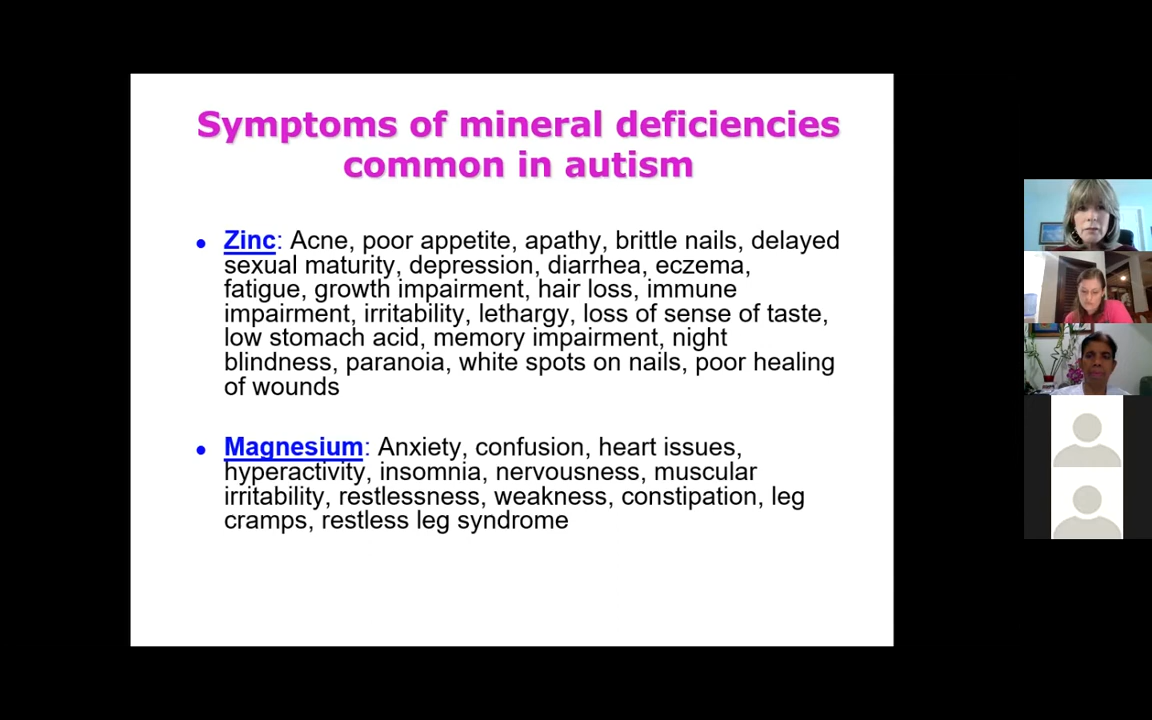 Symptoms of mineral deficiencies
common in autism
• Zinc: Acne, poor appetite, apathy, brittle nails, delayed
sexual maturity, depression, diarrhea, eczema,
fatigue, growth impairment, hair loss, immune
impairment, irritability, lethargy, loss of sense of taste,
low stomach acid, memory impairment, night
blindness, paranoia, white spots on nails, poor healing
of wounds
• Magnesium: Anxiety, confusion, heart issues,
hyperactivity, insomnia, nervousness, muscular
irritability, restlessness, weakness, constipation, leg
cramps, restless leg syndrome